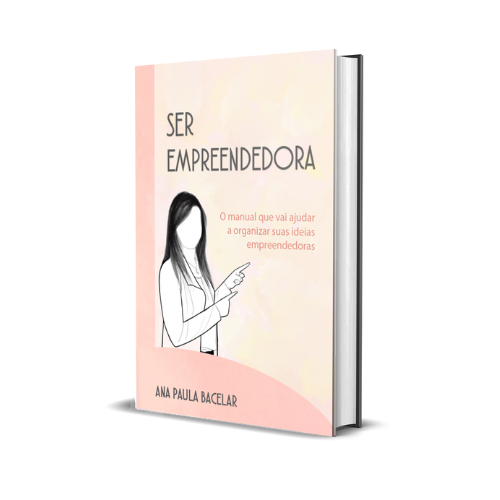 SER
EMPREENDEDORA
O manual que vai ajudar
a organizar suas ideias
empreendedoras
ANA PAULA BACELAR